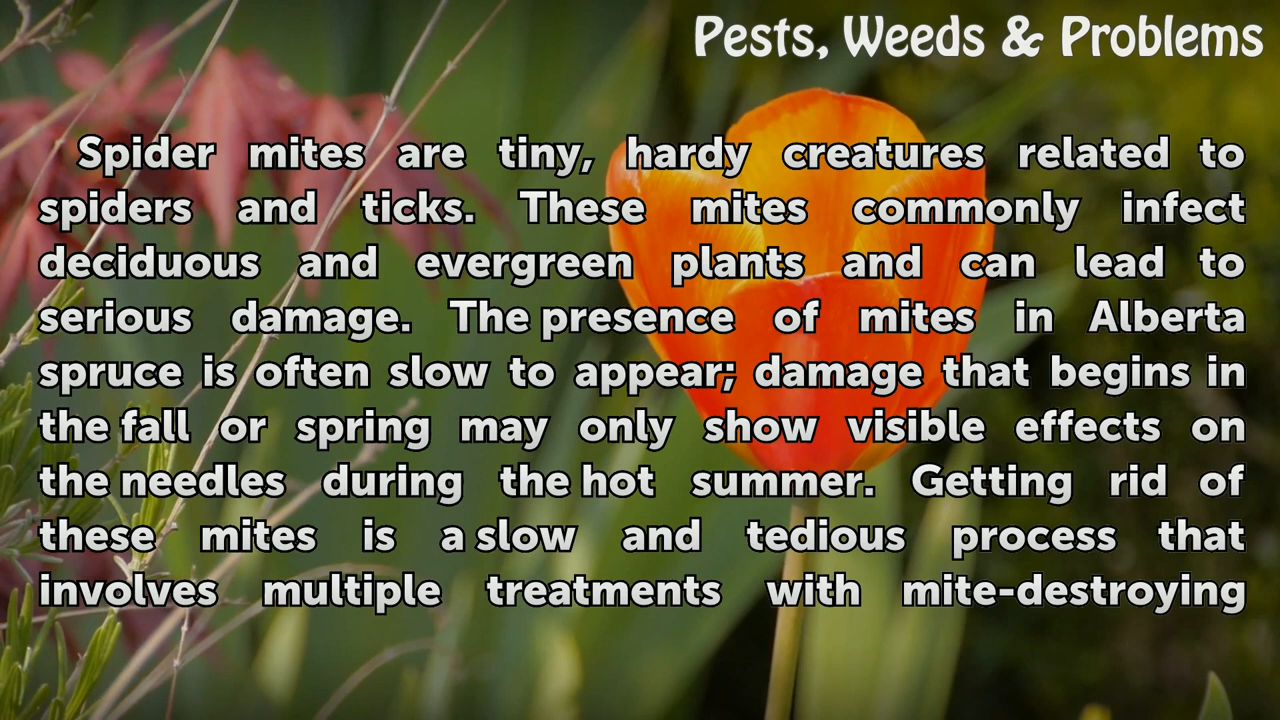 Pests, Weeds & Problems
Spider mites are tiny, hardy creatures related to
spiders and ticks. These mites commonly infect
deciduous and evergreen plants and can lead to
serious damage. The presence of mites in Alberta
spruce is often slow to appear; damage that begins in
the fall or spring may only show visible effects on
the needles during the hot summer. Getting rid of
these mites is a slow and tedious process that
involves multiple treatments with mite-destroying